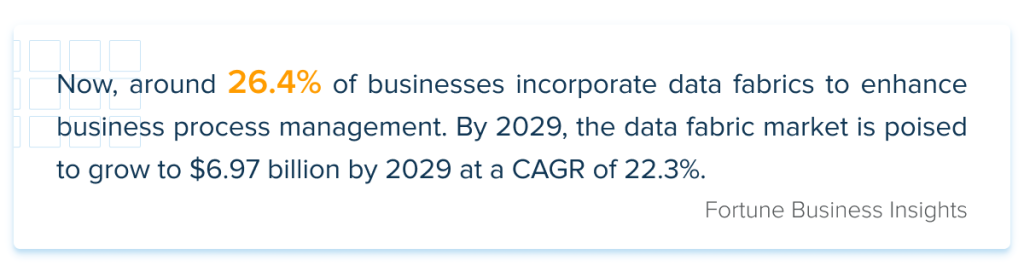 Now, around 26.4% of businesses incorporate data fabrics to enhance
business process management. By 2029, the data fabric market is poised
to grow to $6.97 billion by 2029 at a CAGR of 22.3%.
Fortune Business Insights